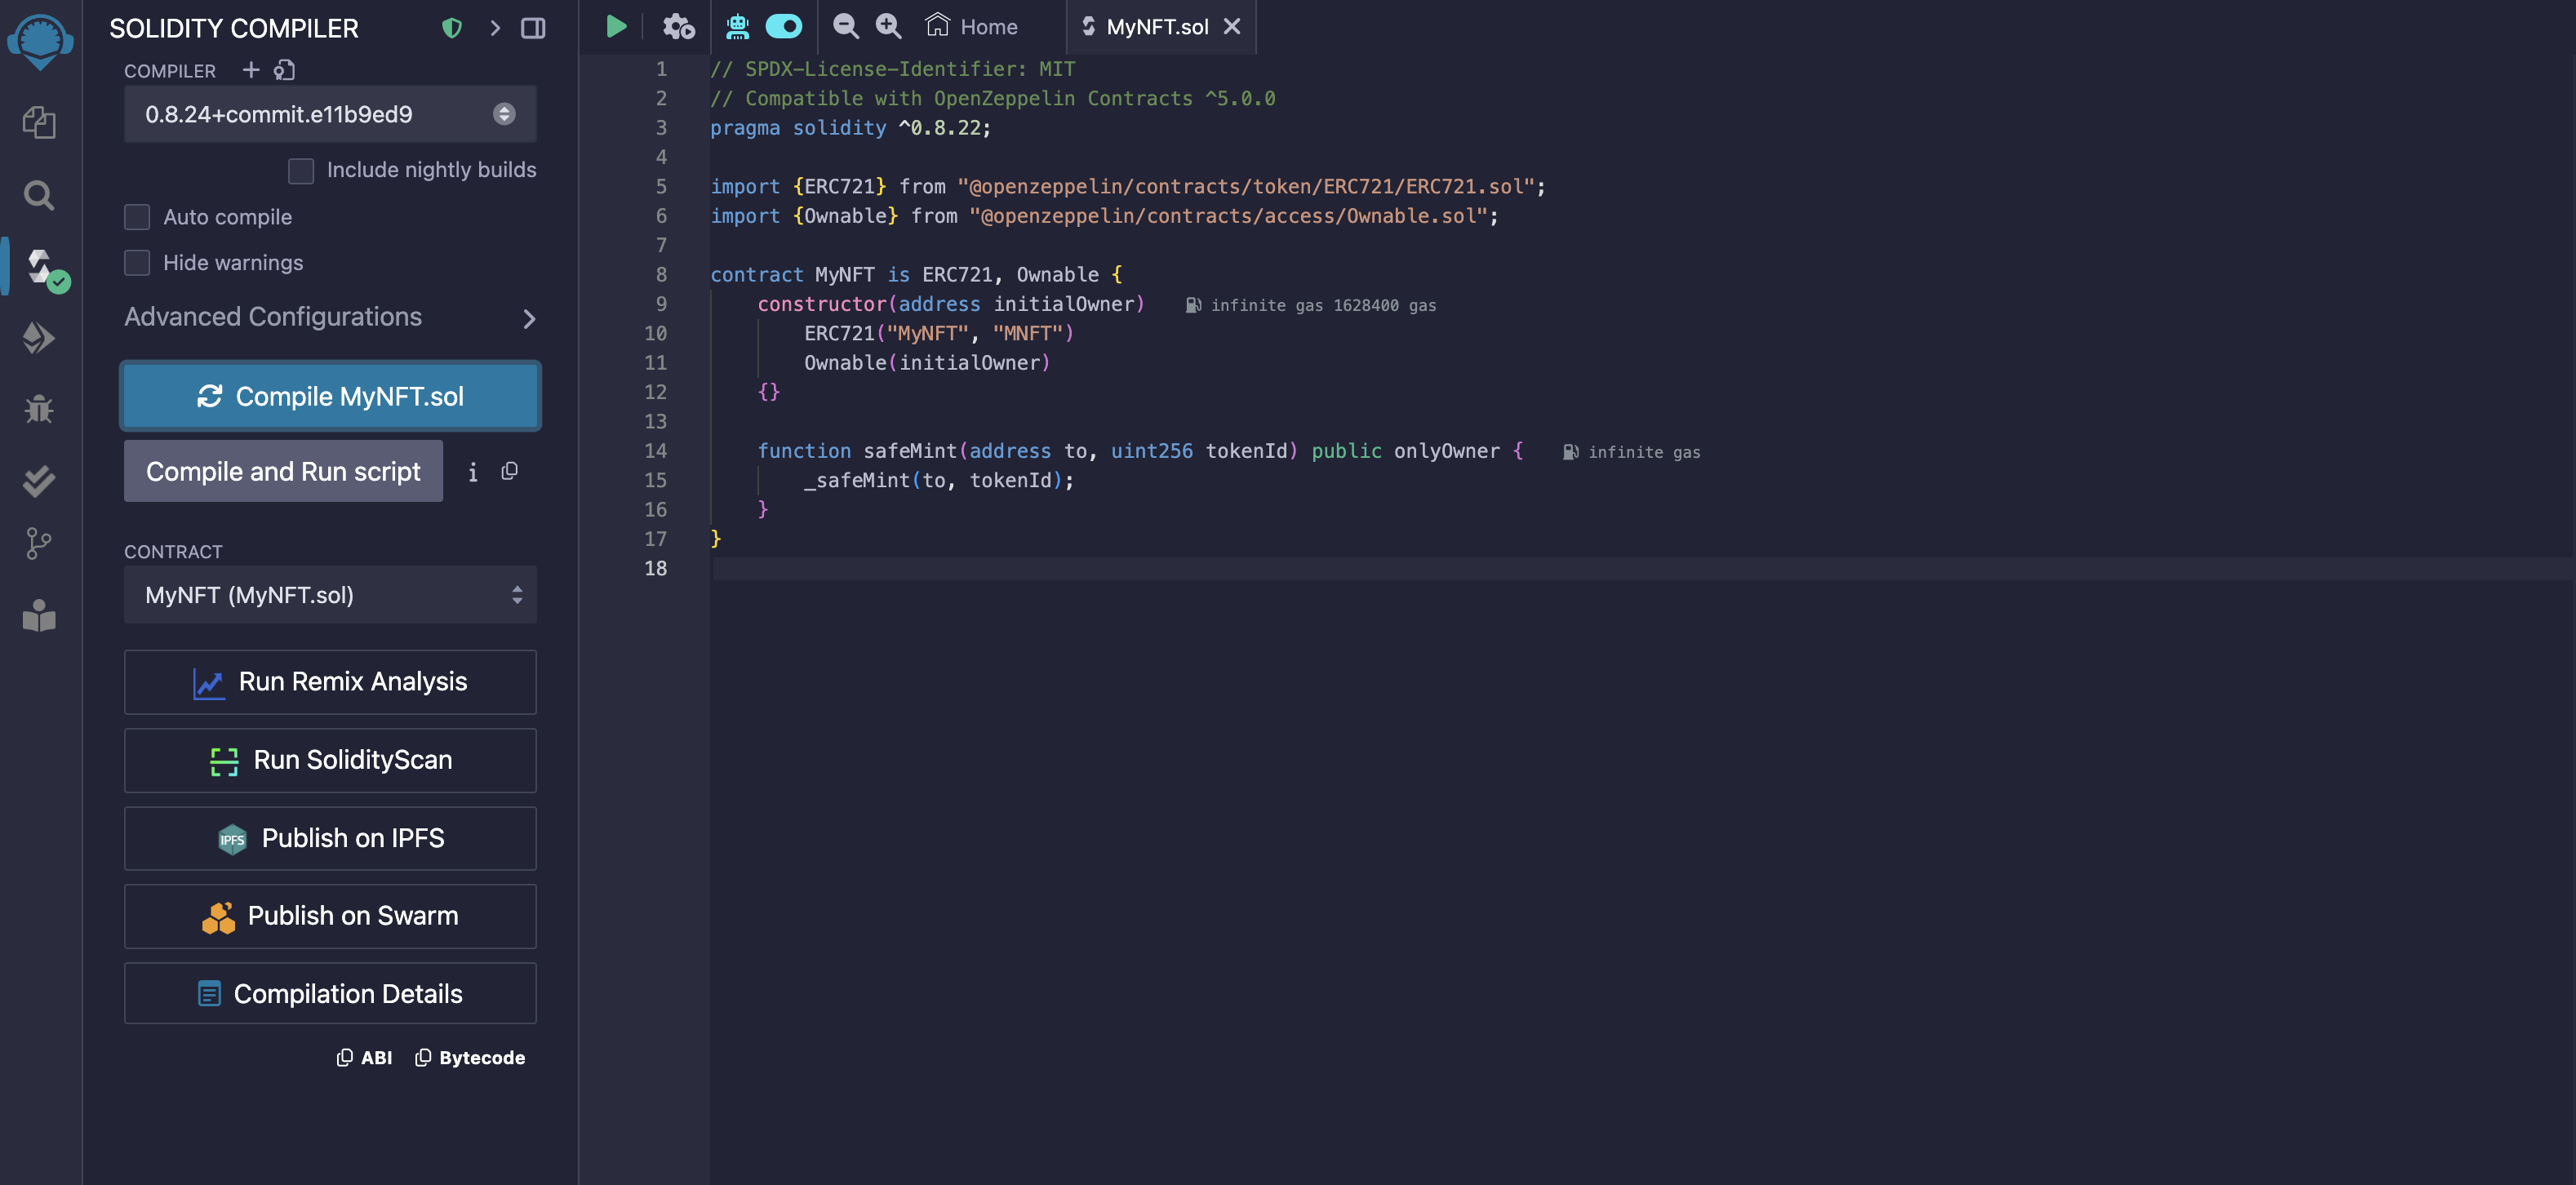 SOLIDITY COMPILER
COMPILER
0.8.24+commit.e11b9ed9
Include nightly builds
Auto compile
Hide warnings
Advanced Configurations
Compile MyNFT.sol
Compile and Run script
i
CONTRACT
MyNFT (MyNFT.sol)
Run Remix Analysis
Run SolidityScan
IPFS Publish on IPFS
Publish on Swarm
Compilation Details
ABI Bytecode
Home MyNFT.sol
1 // SPDX-License-Identifier: MIT
2 // Compatible with OpenZeppelin Contracts ^5.0.0
3 pragma solidity ^0.8.22;
4
5 import {ERC721} from "@openzeppelin/contracts/token/ERC721/ERC721.sol";
6 import {Ownable} from "@openzeppelin/contracts/access/Ownable.sol";
7
8 contract MyNFT is ERC721, Ownable {
9 constructor(address initialOwner) infinite gas 1628400 gas
10 ERC721("MyNFT", "MNFT")
11 Ownable(initialOwner)
12 {}
13
14 function safeMint(address to, uint256 tokenId) public onlyOwner { infinite gas
15 _safeMint(to, tokenId);
16 }
17 }
18